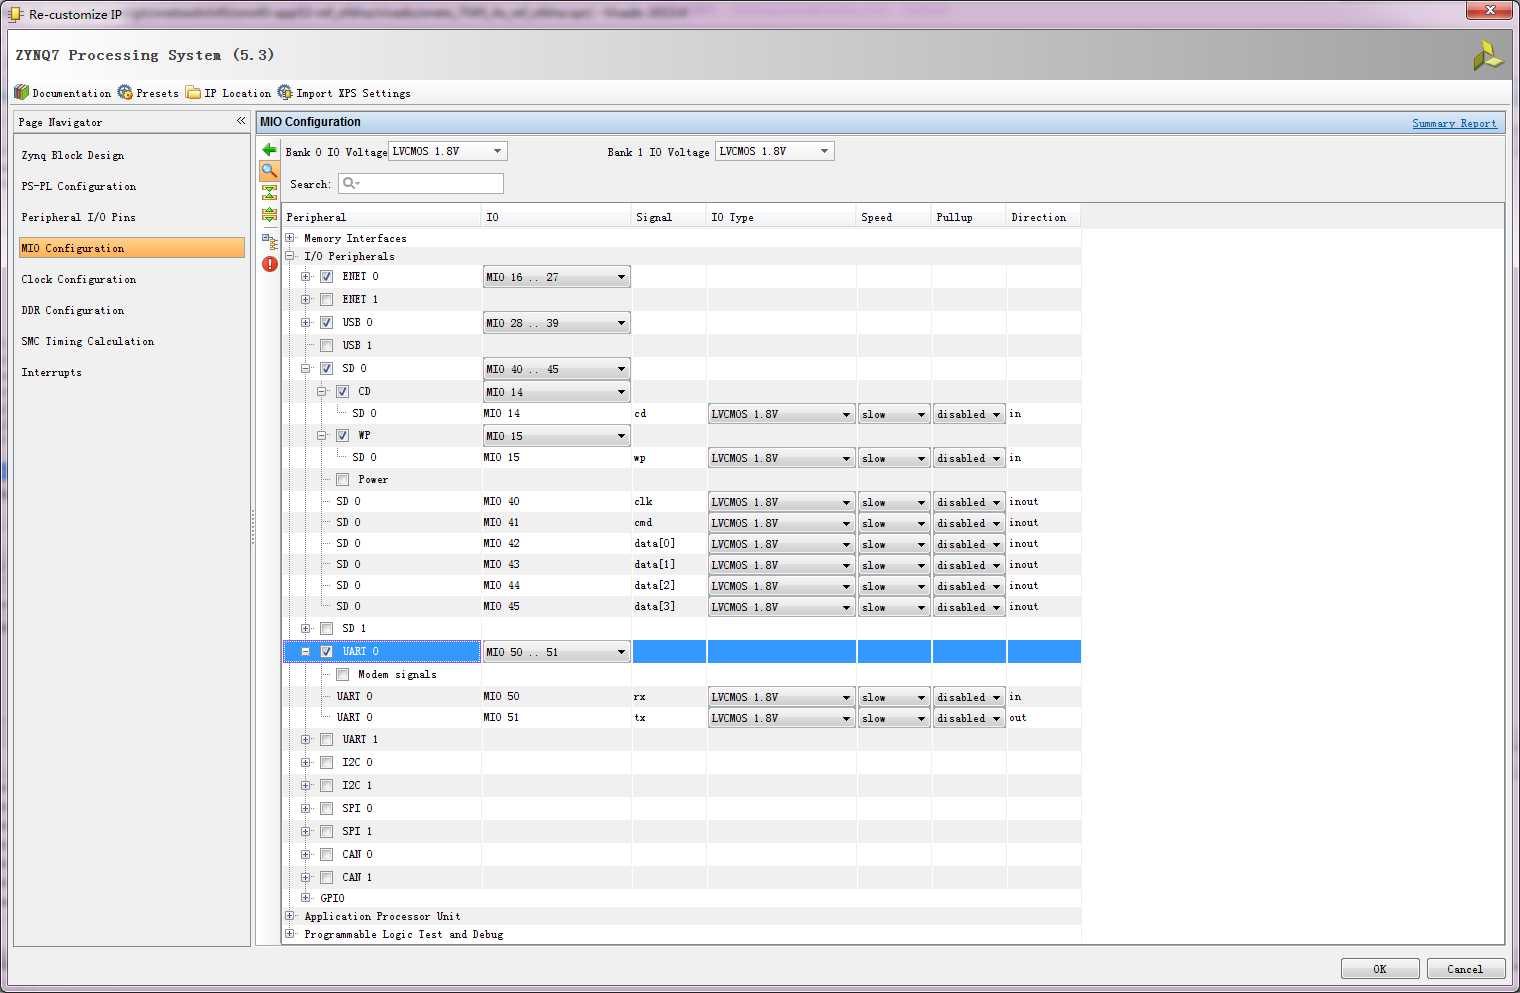 Re-customize IP
ZYNQ7 Processing System (5.3)
Documentation Presets IP Location Import XPS Settings
Page Navigator «
Zynq Block Design
PS-PL Configuration
Peripheral I/O Pins
MIO Configuration
Clock Configuration
DDR Configuration
SMC Timing Calculation
Interrupts
MIO Configuration Summary Report
Bank 0 IO Voltage LVCMOS 1.8V Bank 1 IO Voltage LVCMOS 1.8V
Search:
Peripheral IO Signal IO Type Speed Pullup Direction
Memory Interfaces
I/O Peripherals
ENET 0 MIO 16 .. 27
ENET 1
USB 0 MIO 28 .. 39
USB 1
SD 0 MIO 40 .. 45
CD MIO 14
SD 0 MIO 14 cd LVCMOS 1.8V slow disabled in
WP MIO 15
SD 0 MIO 15 wp LVCMOS 1.8V slow disabled in
Power
SD 0 MIO 40 clk LVCMOS 1.8V slow disabled inout
SD 0 MIO 41 cmd LVCMOS 1.8V slow disabled inout
SD 0 MIO 42 data[0] LVCMOS 1.8V slow disabled inout
SD 0 MIO 43 data[1] LVCMOS 1.8V slow disabled inout
SD 0 MIO 44 data[2] LVCMOS 1.8V slow disabled inout
SD 0 MIO 45 data[3] LVCMOS 1.8V slow disabled inout
SD 1
UART 0 MIO 50 .. 51
Modem signals
UART 0 MIO 50 rx LVCMOS 1.8V slow disabled in
UART 0 MIO 51 tx LVCMOS 1.8V slow disabled out
UART 1
I2C 0
I2C 1
SPI 0
SPI 1
CAN 0
CAN 1
GPIO
Application Processor Unit
Programmable Logic Test and Debug
OK Cancel